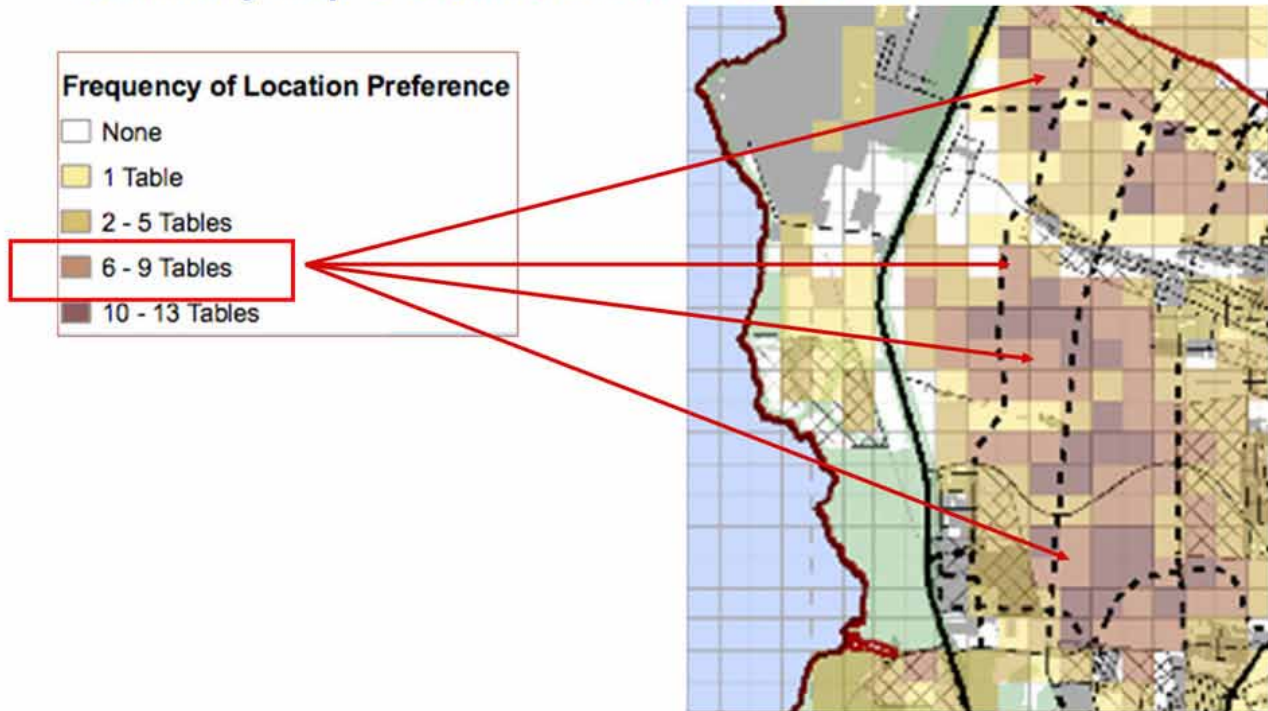 Frequency of Location Preference
None
1 Table
2 - 5 Tables
6 - 9 Tables
10 - 13 Tables